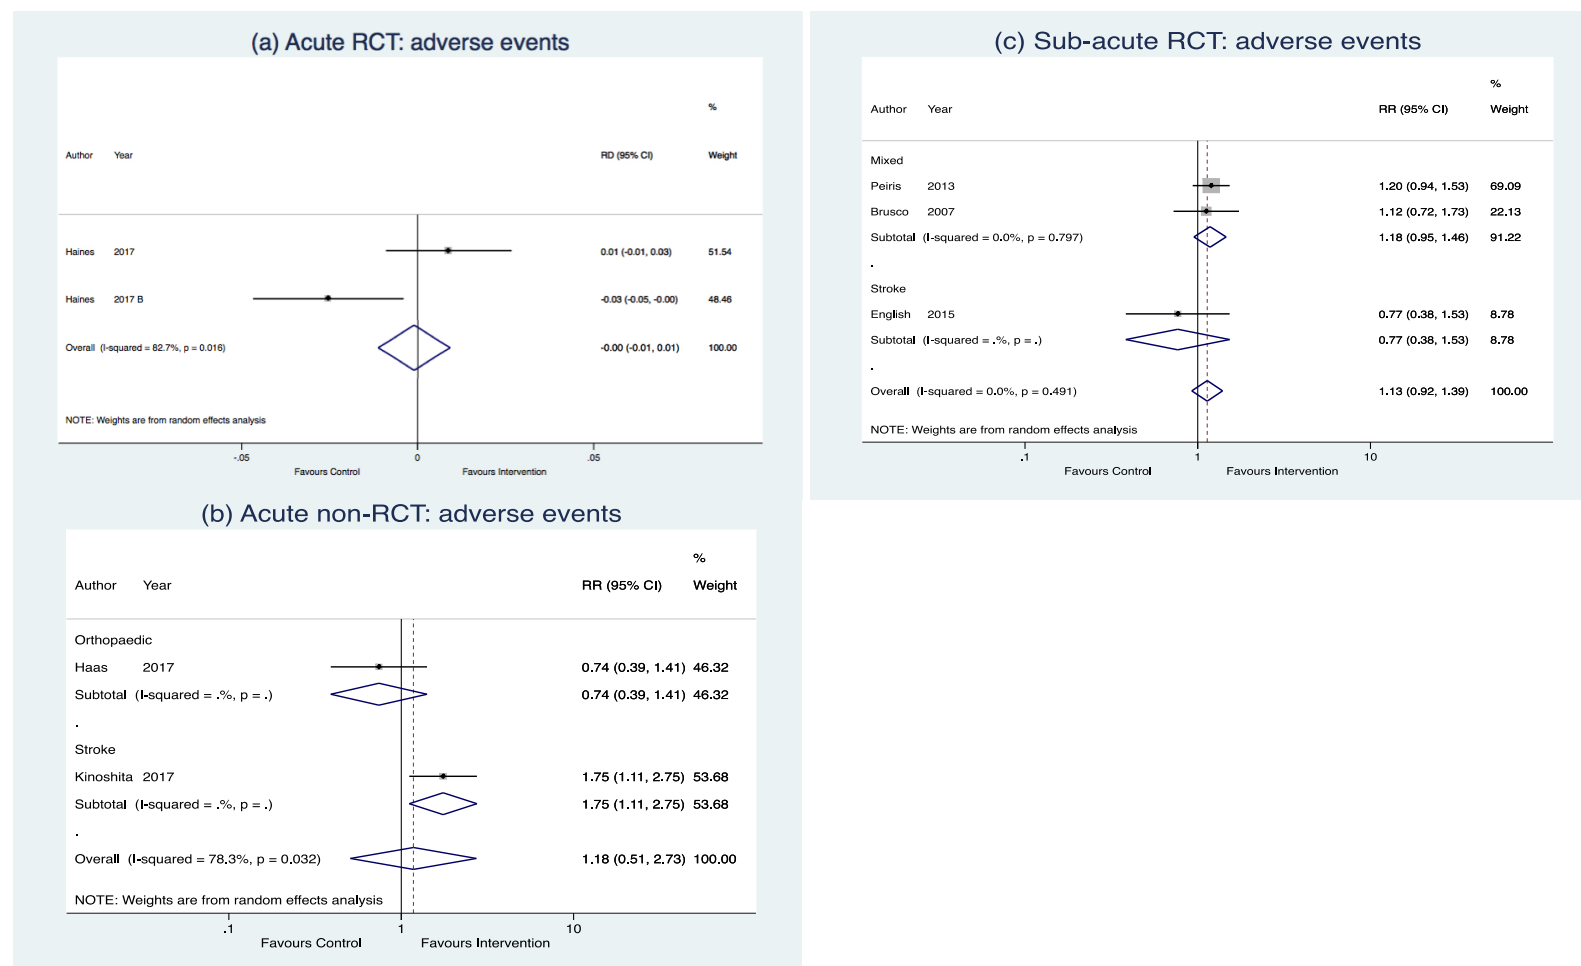 (a) Acute RCT: adverse events
%
Author Year RD (95% CI) Weight
Haines 2017 0.01 (-0.01, 0.03) 51.54
Haines 2017 B -0.03 (-0.05, -0.00) 48.46
Overall (I-squared = 82.7%, p = 0.016) -0.00 (-0.01, 0.01) 100.00
NOTE: Weights are from random effects analysis
-.05 0 .05
Favours Control Favours Intervention
(b) Acute non-RCT: adverse events
%
Author Year RR (95% CI) Weight
Orthopaedic
Haas 2017 0.74 (0.39, 1.41) 46.32
Subtotal (I-squared = .%, p = .) 0.74 (0.39, 1.41) 46.32
.
Stroke
Kinoshita 2017 1.75 (1.11, 2.75) 53.68
Subtotal (I-squared = .%, p = .) 1.75 (1.11, 2.75) 53.68
.
Overall (I-squared = 78.3%, p = 0.032) 1.18 (0.51, 2.73) 100.00
NOTE: Weights are from random effects analysis
.1 1 10
Favours Control Favours Intervention
(c) Sub-acute RCT: adverse events
%
Author Year RR (95% CI) Weight
Mixed
Peiris 2013 1.20 (0.94, 1.53) 69.09
Brusco 2007 1.12 (0.72, 1.73) 22.13
Subtotal (I-squared = 0.0%, p = 0.797) 1.18 (0.95, 1.46) 91.22
.
Stroke
English 2015 0.77 (0.38, 1.53) 8.78
Subtotal (I-squared = .%, p = .) 0.77 (0.38, 1.53) 8.78
.
Overall (I-squared = 0.0%, p = 0.491) 1.13 (0.92, 1.39) 100.00
NOTE: Weights are from random effects analysis
.1 1 10
Favours Control Favours Intervention